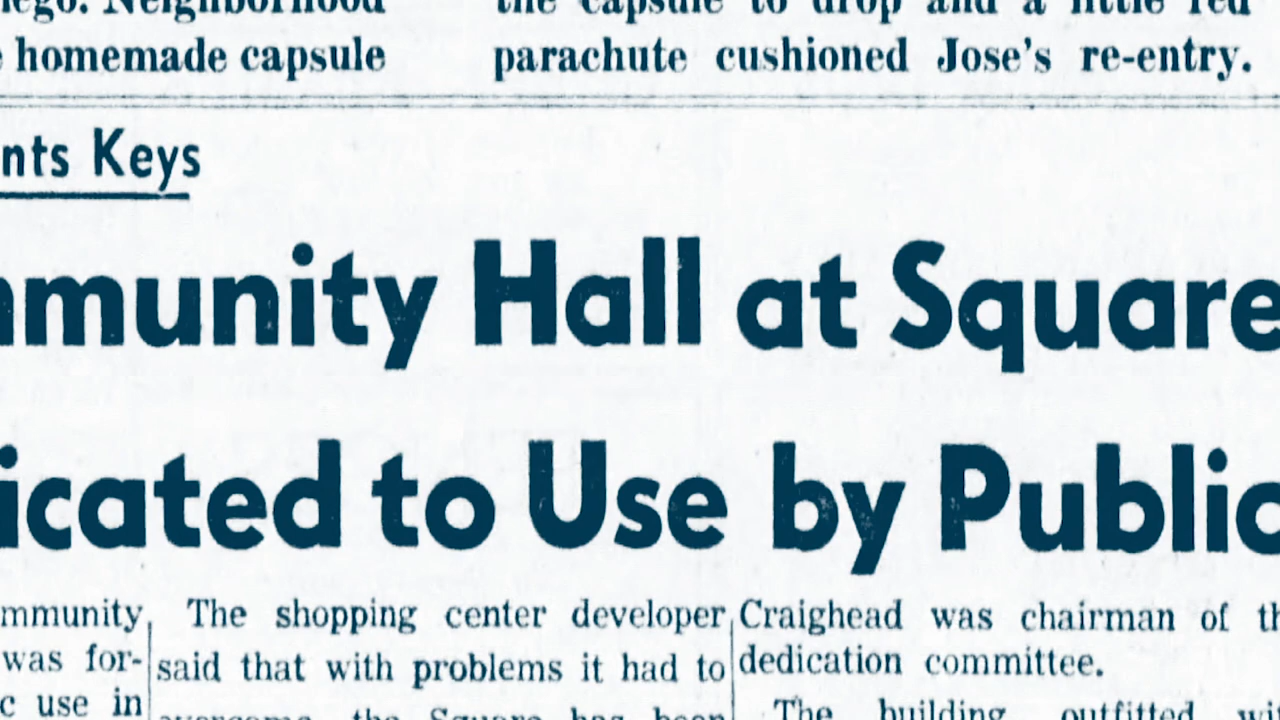 Neighborhood
homemade capsule
the capsule to drop and a little red
parachute cushioned Jose's re-entry.
nts Keys
mmunity Hall at Square
icated to Use by Public
mmunity
was for-
c use in
The shopping center developer
said that with problems it had to
overcome, the Square has been
Craighead was chairman of th
dedication committee.
The building, outfitted wi